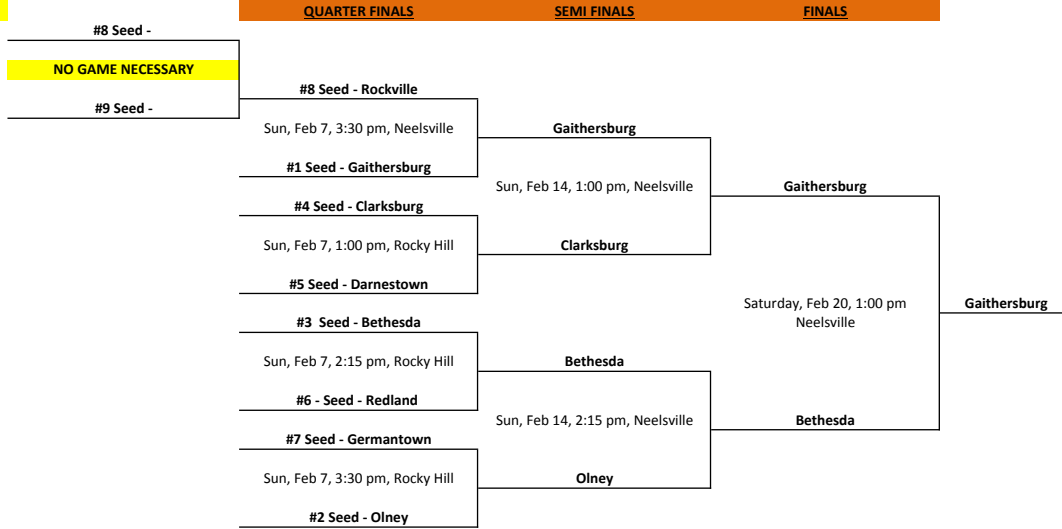 QUARTER FINALS
SEMI FINALS
FINALS
#8 Seed -
NO GAME NECESSARY
#9 Seed -
#8 Seed - Rockville
Sun, Feb 7, 3:30 pm, Neelsville
#1 Seed - Gaithersburg
#4 Seed - Clarksburg
Sun, Feb 7, 1:00 pm, Rocky Hill
#5 Seed - Darnestown
#3  Seed - Bethesda
Sun, Feb 7, 2:15 pm, Rocky Hill
#6 - Seed - Redland
#7 Seed - Germantown
Sun, Feb 7, 3:30 pm, Rocky Hill
#2 Seed - Olney
Gaithersburg
Sun, Feb 14, 1:00 pm, Neelsville
Clarksburg
Bethesda
Sun, Feb 14, 2:15 pm, Neelsville
Olney
Gaithersburg
Saturday, Feb 20, 1:00 pm
Neelsville
Bethesda
Gaithersburg